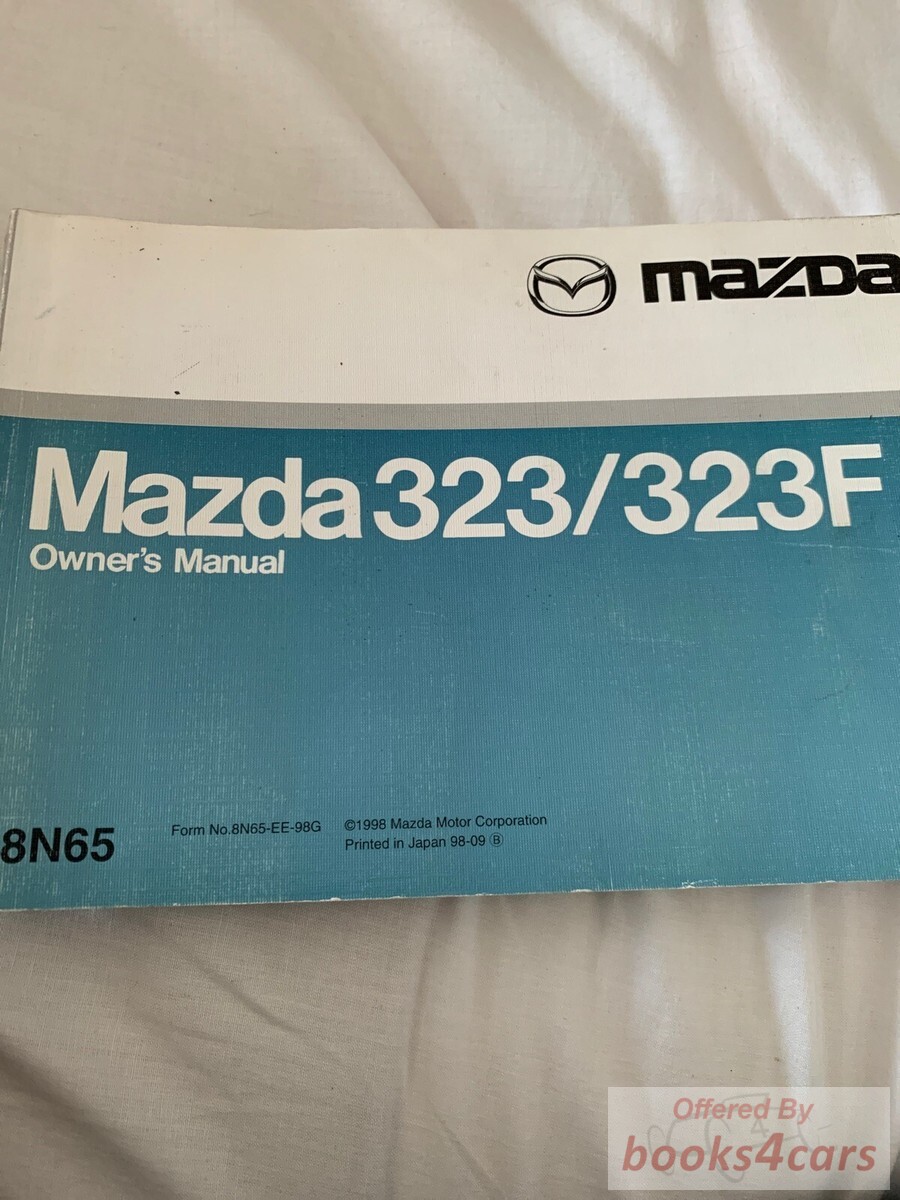 mazda
Mazda 323/323F
Owner's Manual
8N65
Form No.8N65-EE-98G
©1998 Mazda Motor Corporation
Printed in Japan 98-09 Ⓑ
Offered By
books4cars